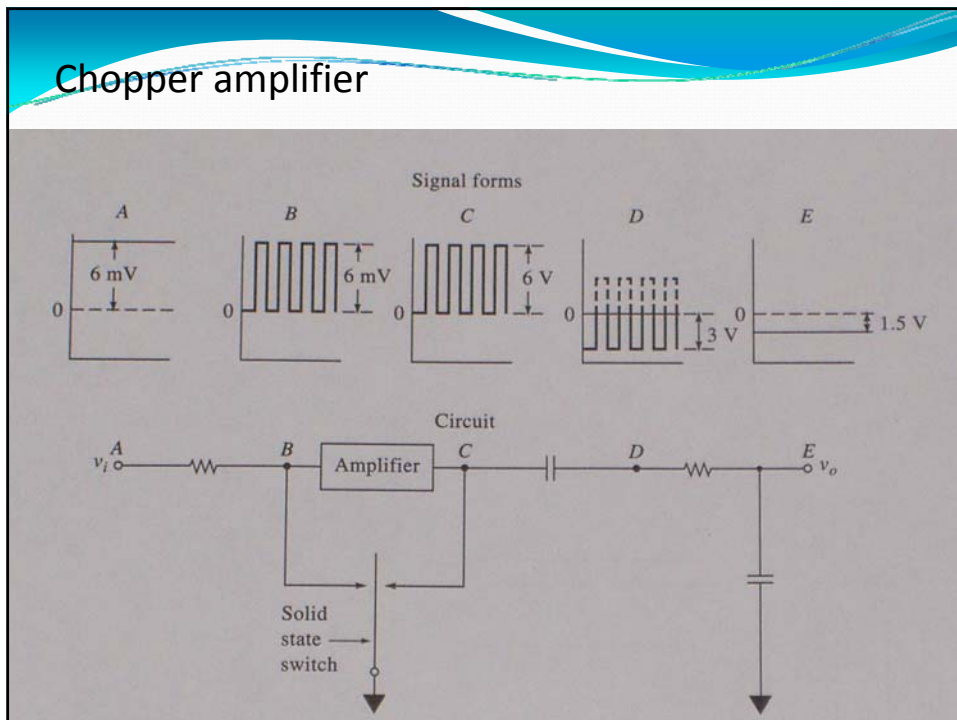 Chopper amplifier
Signal forms
A B C D E
6 mV 6 mV 6 V 3 V 1.5 V
0 0 0 0 0
Circuit
A B C D E
vi Amplifier vo
Solid
state
switch